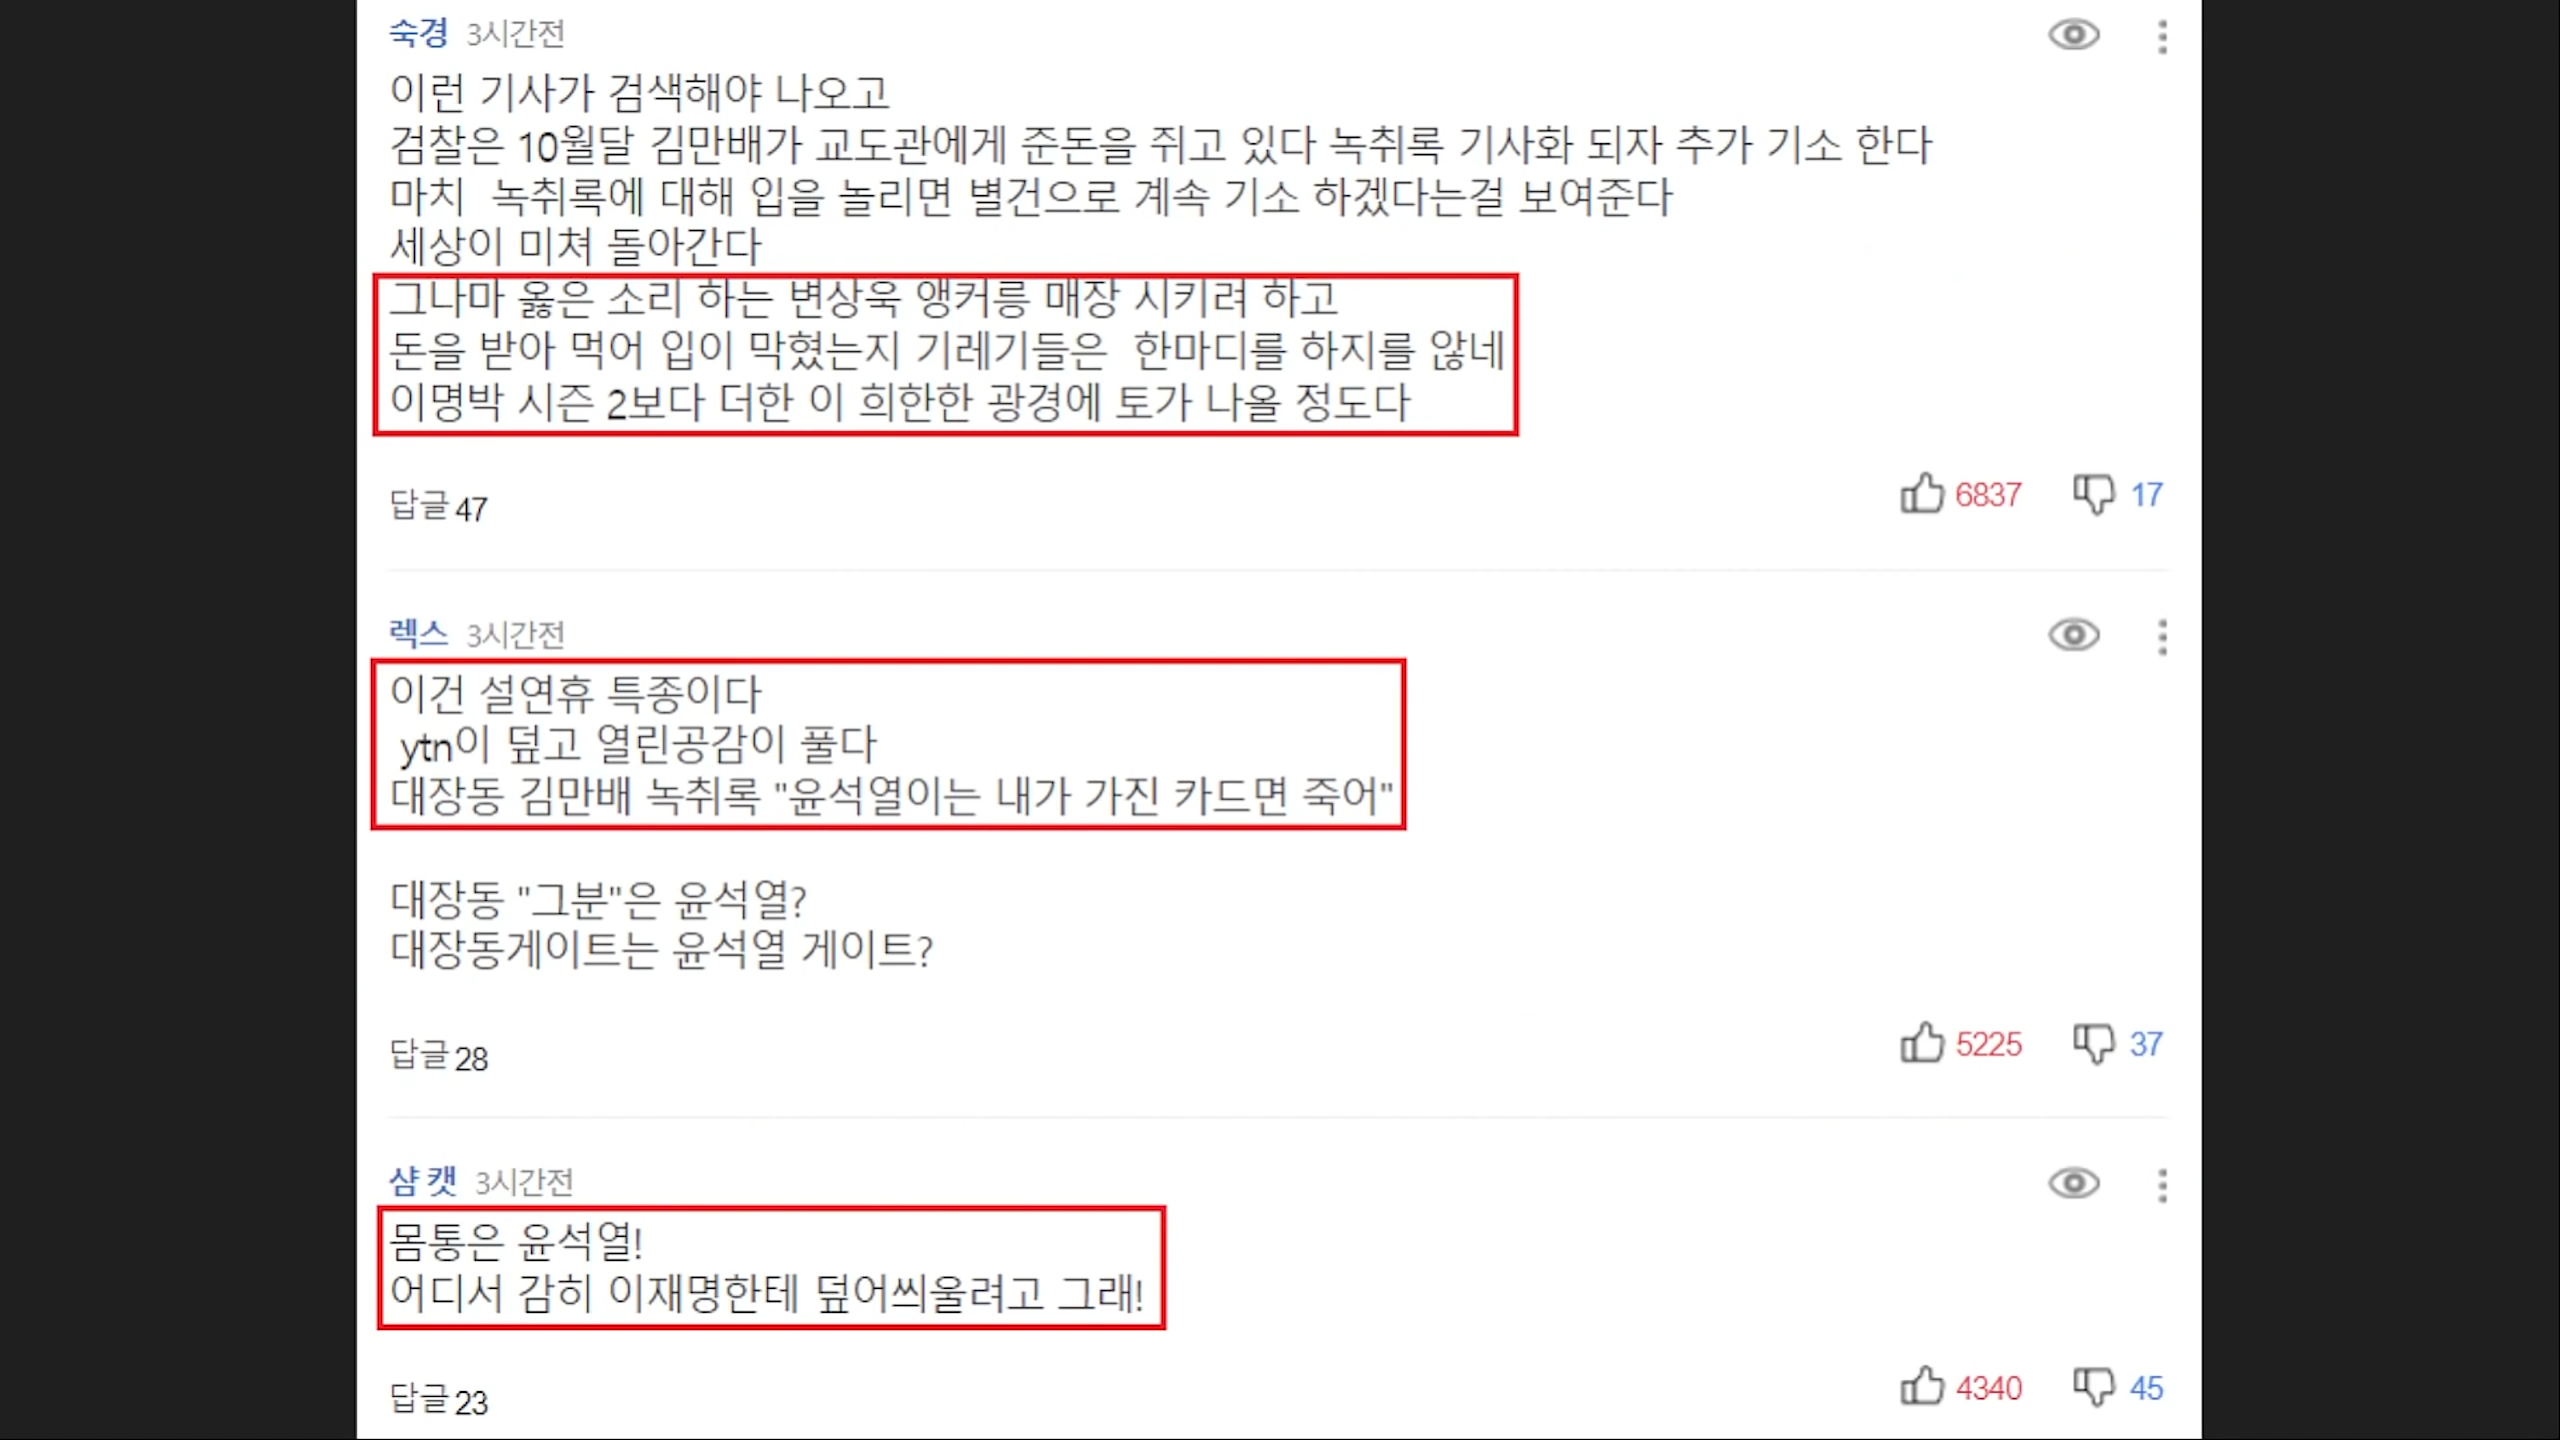 숙경 3시간전
이런 기사가 검색해야 나오고
검찰은 10월달 김만배가 교도관에게 준돈을 쥐고 있다 녹취록 기사화 되자 추가 기소 한다
마치 녹취록에 대해 입을 놀리면 별건으로 계속 기소 하겠다는걸 보여준다
세상이 미쳐 돌아간다
그나마 옳은 소리 하는 변상욱 앵커릉 매장 시키려 하고
돈을 받아 먹어 입이 막혔는지 기레기들은 한마디를 하지를 않네
이명박 시즌 2보다 더한 이 희한한 광경에 토가 나올 정도다
답글 47 6837 17
렉스 3시간전
이건 설연휴 특종이다
ytn이 덮고 열린공감이 풀다
대장동 김만배 녹취록 "윤석열이는 내가 가진 카드면 죽어"
대장동 "그분"은 윤석열?
대장동게이트는 윤석열 게이트?
답글 28 5225 37
샴 캣 3시간전
몸통은 윤석열!
어디서 감히 이재명한테 덮어씌울려고 그래!
답글 23 4340 45